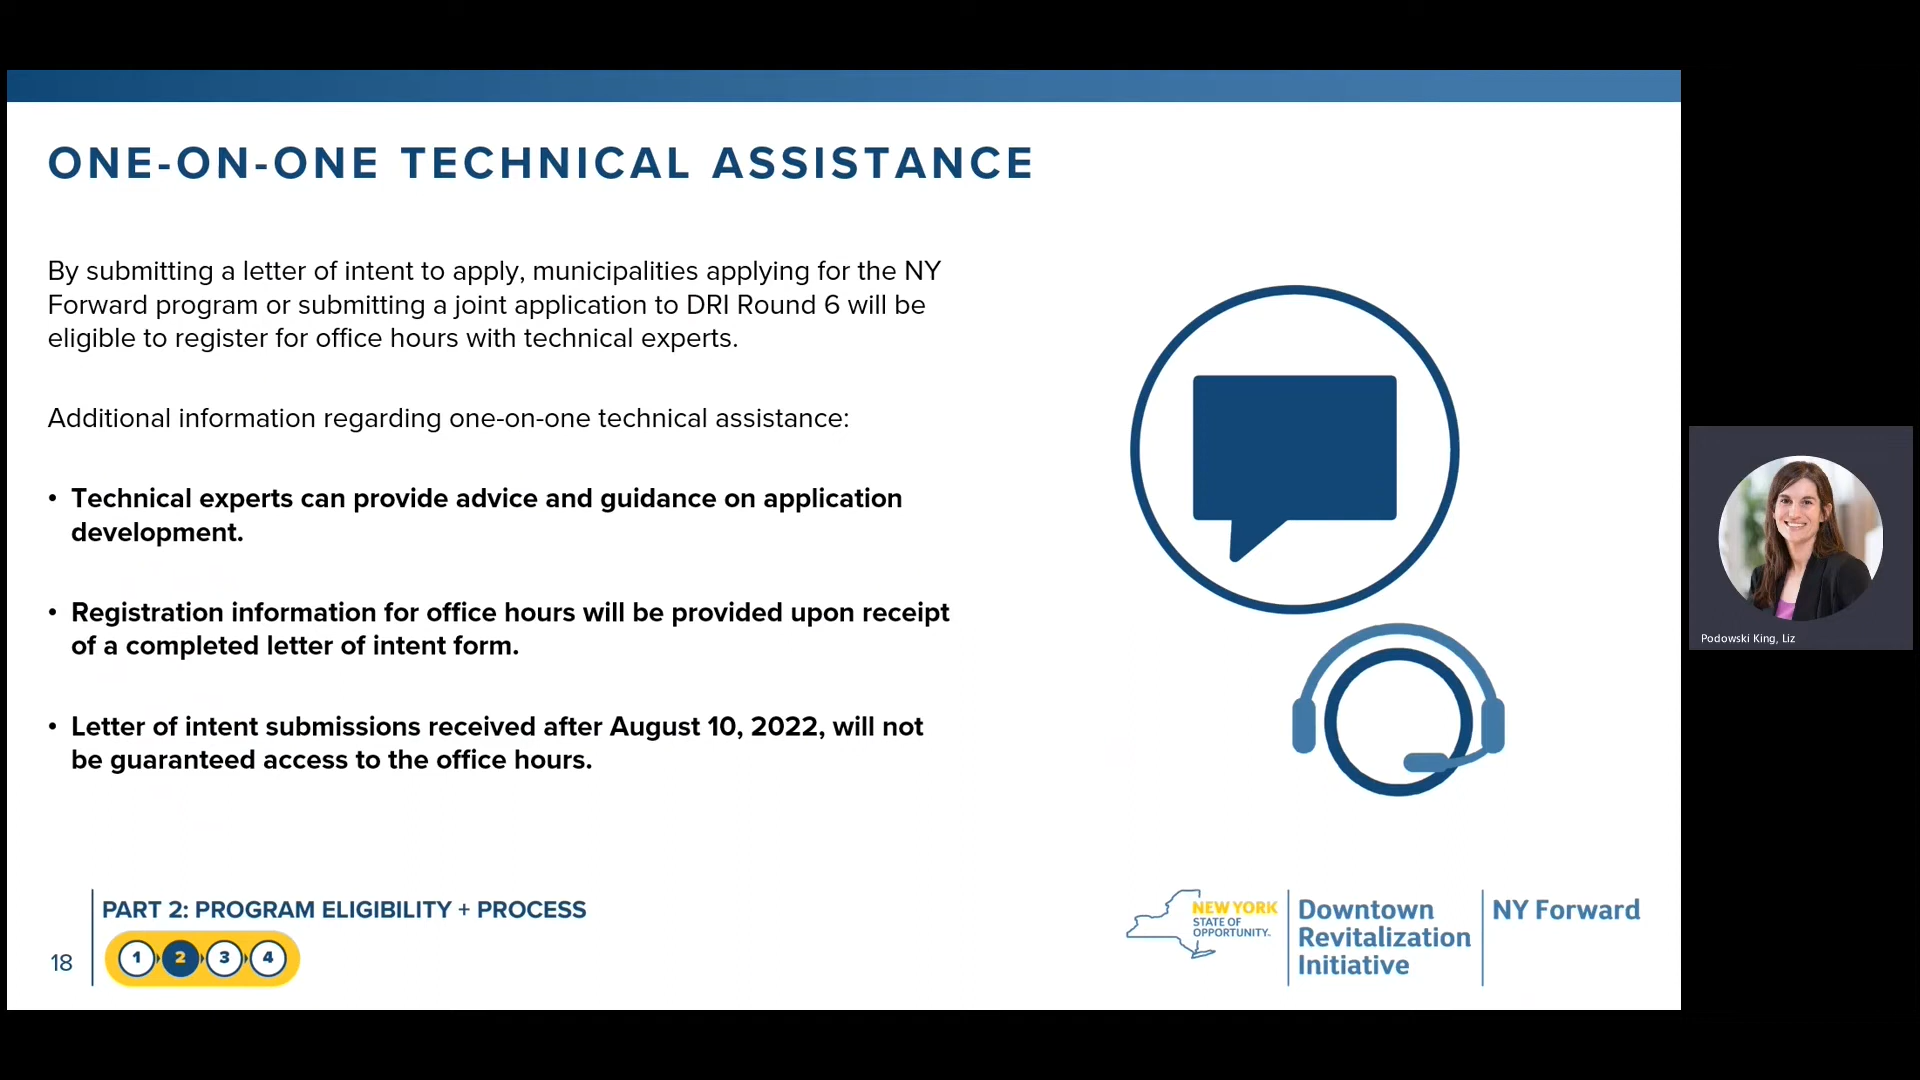 ONE-ON-ONE TECHNICAL ASSISTANCE
By submitting a letter of intent to apply, municipalities applying for the NY
Forward program or submitting a joint application to DRI Round 6 will be
eligible to register for office hours with technical experts.
Additional information regarding one-on-one technical assistance:
• Technical experts can provide advice and guidance on application
development.
• Registration information for office hours will be provided upon receipt
of a completed letter of intent form.
• Letter of intent submissions received after August 10, 2022, will not
be guaranteed access to the office hours.
Podowski King, Liz
18
PART 2: PROGRAM ELIGIBILITY + PROCESS
1 2 3 4
NEW YORK
STATE OF
OPPORTUNITY.
Downtown
Revitalization
Initiative
NY Forward